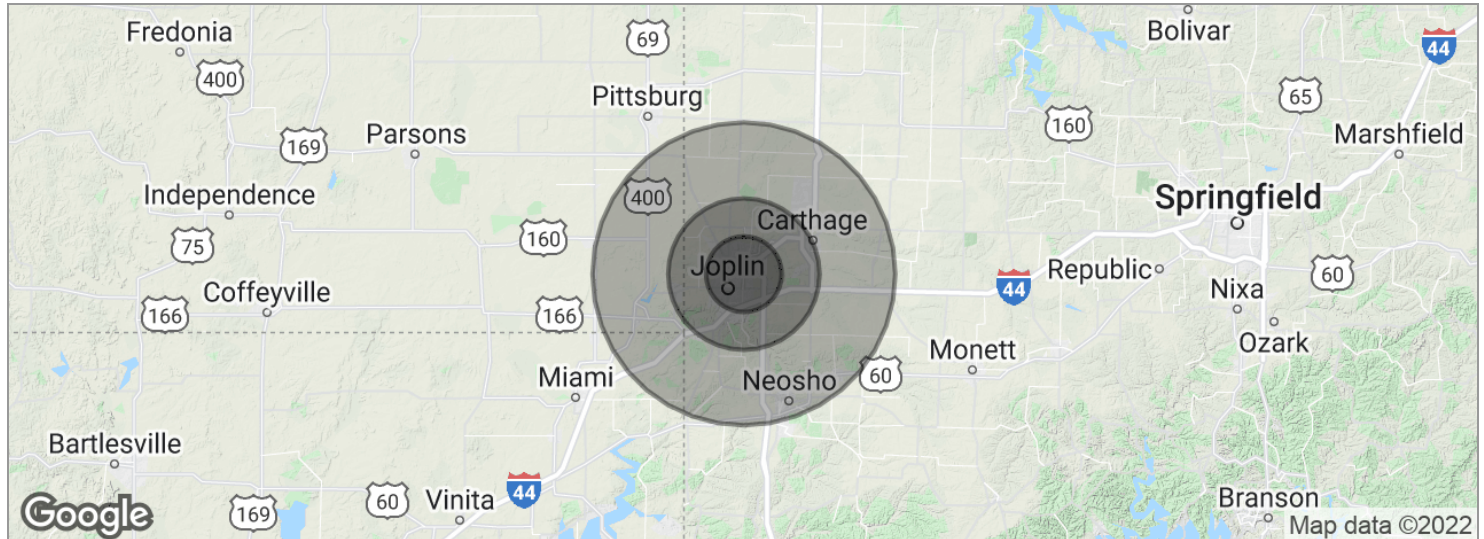 Fredonia
69
Bolivar
44
400
Pittsburg
65
160
169
Parsons
Marshfield
400
Independence
Springfield
Carthage
75
160
Joplin
Republic
60
44
Coffeyville
Nixa
166
166
Ozark
Monett
Miami
60
Neosho
Bartlesville
44
60
Vinita
Branson
169
Google
Map data ©2022